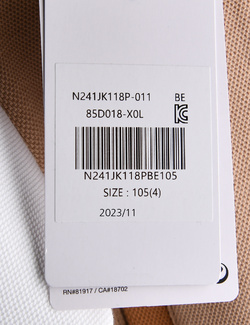 N241JK118P-011 BE
85D018-X0L
N241JK118PBE105
SIZE : 105(4)
2023/11
RN#81917 / CA#18702